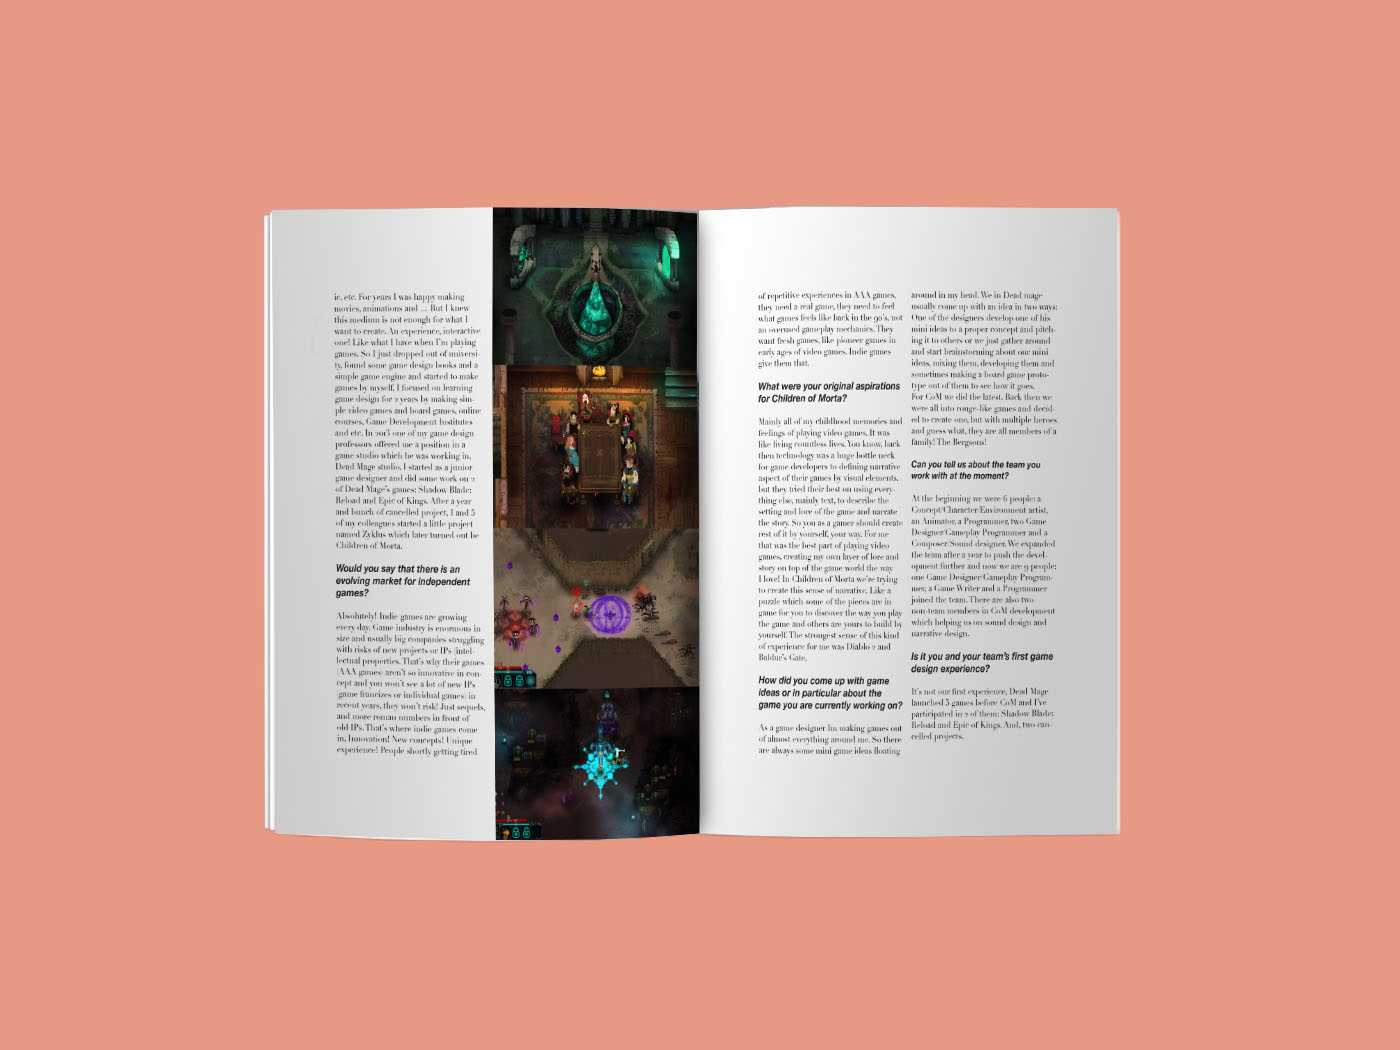 ic, etc. For years I was happy making
movies, animations and ... But I knew
this medium is not enough for what I
want to create. An experience, interactive
one! Like what I have when I'm playing
games. So I just dropped out of universi-
ty, found some game design books and a
simple game engine and started to make
games by myself. I focused on learning
game design for 2 years by making sim-
ple video games and board games, online
courses, Game Development Institutes
and etc. In 2013 one of my game design
professors offered me a position in a
game studio which he was working in,
Dead Mage studio. I started as a junior
game designer and did some work on 2
of Dead Mage's games: Shadow Blade:
Reload and Epic of Kings. After a year
and bunch of cancelled project, I and 5
of my colleagues started a little project
named Zyklus which later turned out be
Children of Morta.
Would you say that there is an
evolving market for independent
games?
Absolutely! Indie games are growing
every day. Game industry is enormous in
size and usually big companies struggling
with risks of new projects or IPs (intel-
lectual properties. That's why their games
(AAA games) aren't so innovative in con-
cept and you won't see a lot of new IPs
(game francizes or individual games) in
recent years, they won't risk! Just sequels,
and more roman numbers in front of
old IPs. That's where indie games come
in. Innovation! New concepts! Unique
experience! People shortly getting tired
of repetitive experiences in AAA games,
they need a real game, they need to feel
what games feels like back in the 90's, not
an overused gameplay mechanics. They
want fresh games, like pioneer games in
early ages of video games. Indie games
give them that.
What were your original aspirations
for Children of Morta?
Mainly all of my childhood memories and
feelings of playing video games. It was
like living countless lives. You know, back
then technology was a huge bottle neck
for game developers to defining narrative
aspect of their games by visual elements,
but they tried their best on using every-
thing else, mainly text, to describe the
setting and lore of the game and narrate
the story. So you as a gamer should create
rest of it by yourself, your way. For me
that was the best part of playing video
games, creating my own layer of lore and
story on top of the game world the way
I love! In Children of Morta we're trying
to create this sense of narrative. Like a
puzzle which some of the pieces are in
game for you to discover the way you play
the game and others are yours to build by
yourself. The strongest sense of this kind
of experience for me was Diablo 2 and
Baldur's Gate.
How did you come up with game
ideas or in particular about the
game you are currently working on?
As a game designer Im making games out
of almost everything around me. So there
are always some mini game ideas floating
around in my head. We in Dead mage
usually come up with an idea in two ways:
One of the designers develop one of his
mini ideas to a proper concept and pitch-
ing it to others or we just gather around
and start brainstorming about our mini
ideas, mixing them, developing them and
sometimes making a board game proto-
type out of them to see how it goes.
For CoM we did the latest. Back then we
were all into rouge-like games and decid-
ed to create one, but with multiple heroes
and guess what, they are all members of a
family! The Bergsons!
Can you tell us about the team you
work with at the moment?
At the beginning we were 6 people: a
Concept/Character/Environment artist,
an Animator, a Programmer, two Game
Designer/Gameplay Programmer and a
Composer/Sound designer. We expanded
the team after a year to push the devel-
opment further and now we are 9 people:
one Game Designer/Gameplay Program-
mer, a Game Writer and a Programmer
joined the team. There are also two
non-team members in CoM development
which helping us on sound design and
narrative design.
Is it you and your team's first game
design experience?
It's not our first experience, Dead Mage
launched 5 games before CoM and I've
participated in 2 of them: Shadow Blade:
Reload and Epic of Kings. And, two can-
celled projects.